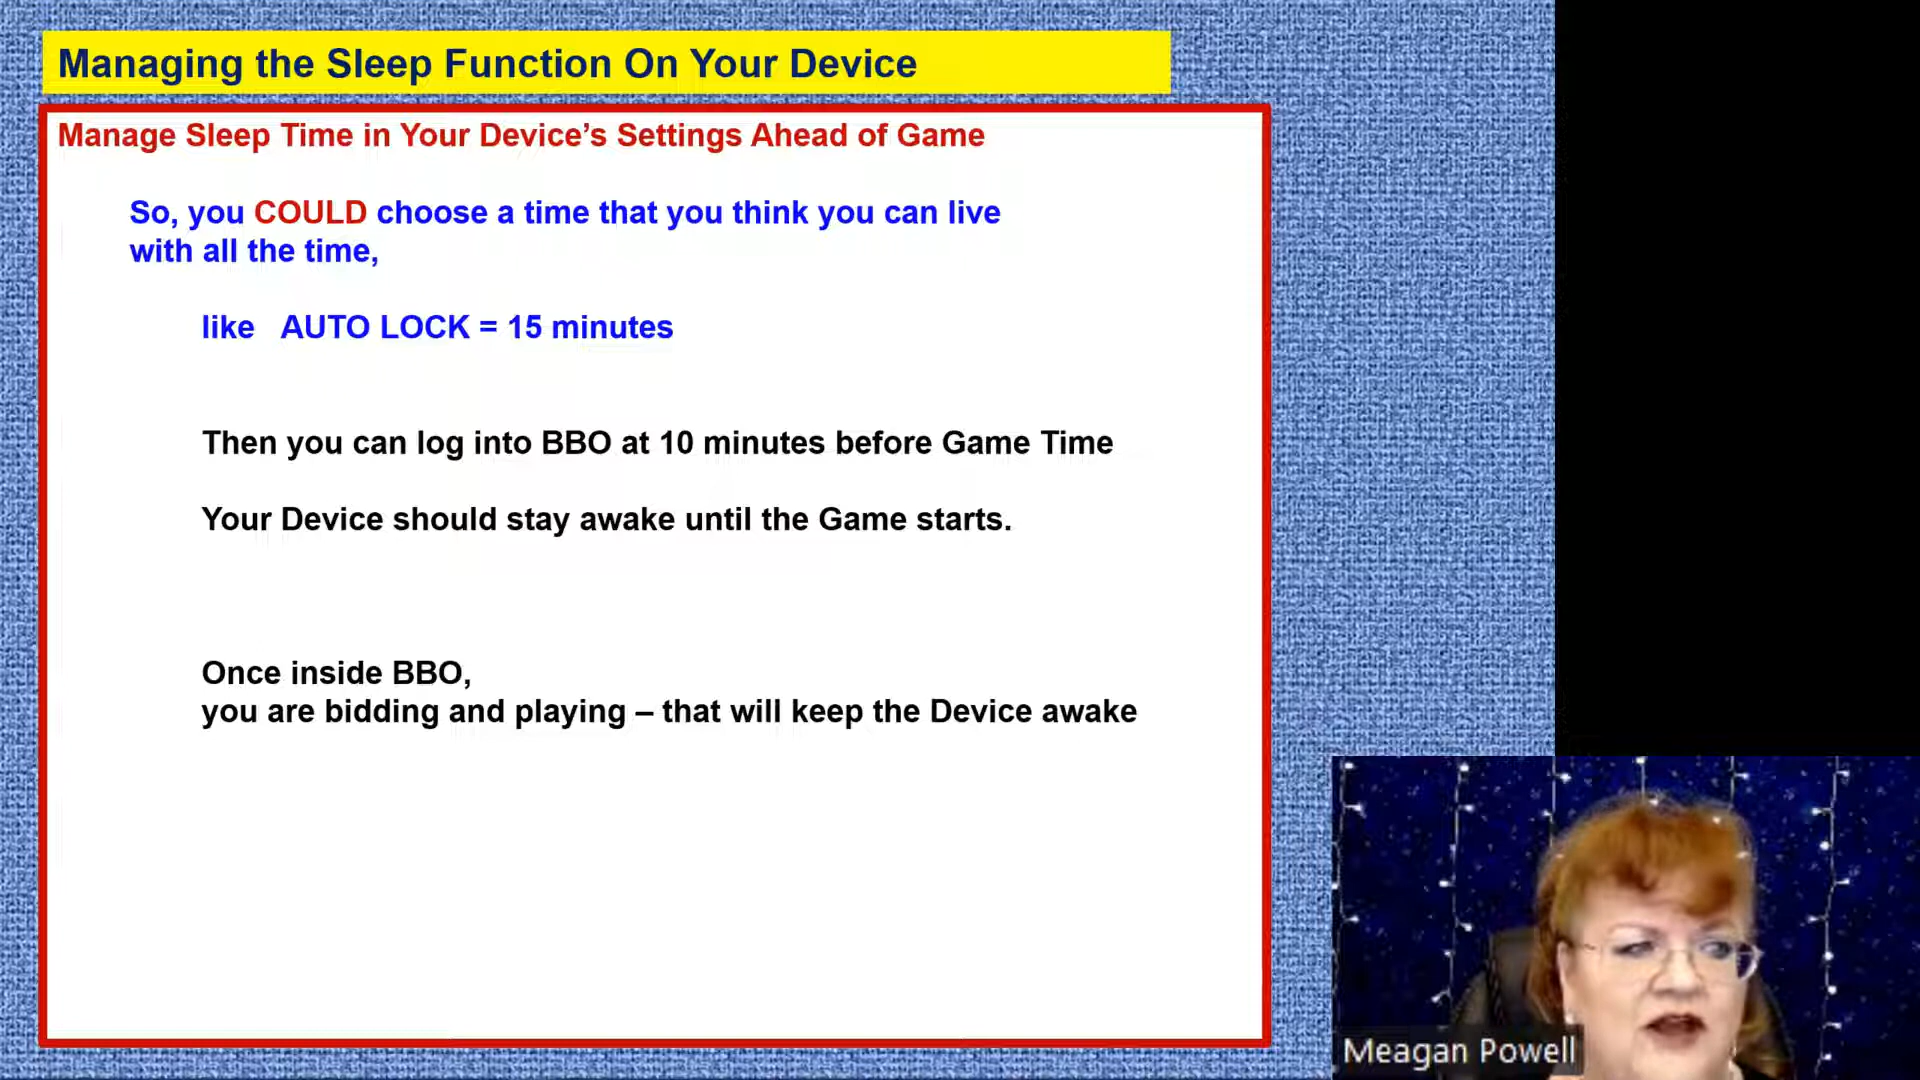 Managing the Sleep Function On Your Device
Manage Sleep Time in Your Device’s Settings Ahead of Game
So, you COULD choose a time that you think you can live
with all the time,
like AUTO LOCK = 15 minutes
Then you can log into BBO at 10 minutes before Game Time
Your Device should stay awake until the Game starts.
Once inside BBO,
you are bidding and playing – that will keep the Device awake
Meagan Powell